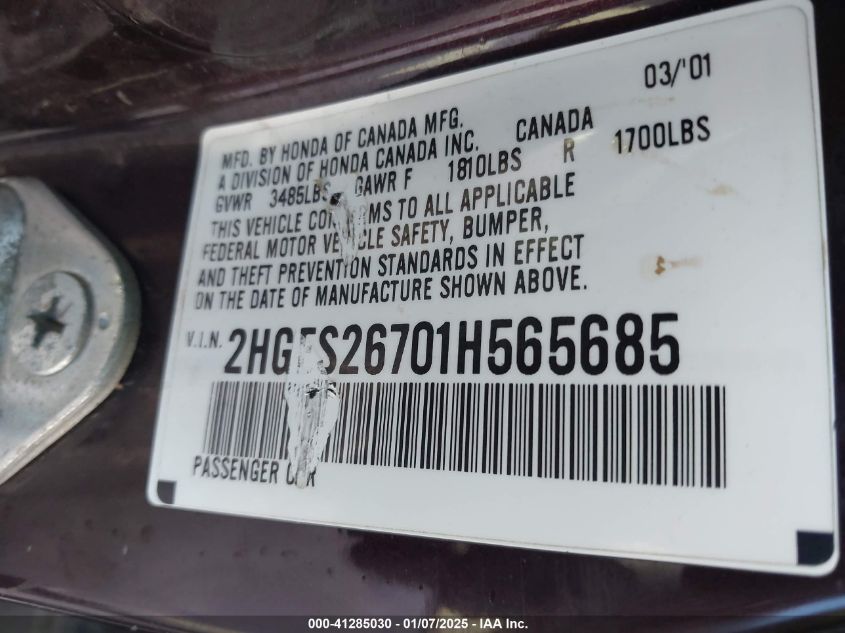 03/'01
MFD. BY HONDA OF CANADA MFG.
A DIVISION OF HONDA CANADA INC. CANADA
GVWR 3485LBS GAWR F 1810LBS R 1700LBS
THIS VEHICLE CONFORMS TO ALL APPLICABLE
FEDERAL MOTOR VEHICLE SAFETY, BUMPER,
AND THEFT PREVENTION STANDARDS IN EFFECT
ON THE DATE OF MANUFACTURE SHOWN ABOVE.
V.I.N. 2HGES26701H565685
PASSENGER CAR
000-41285030 - 01/07/2025 - IAA Inc.